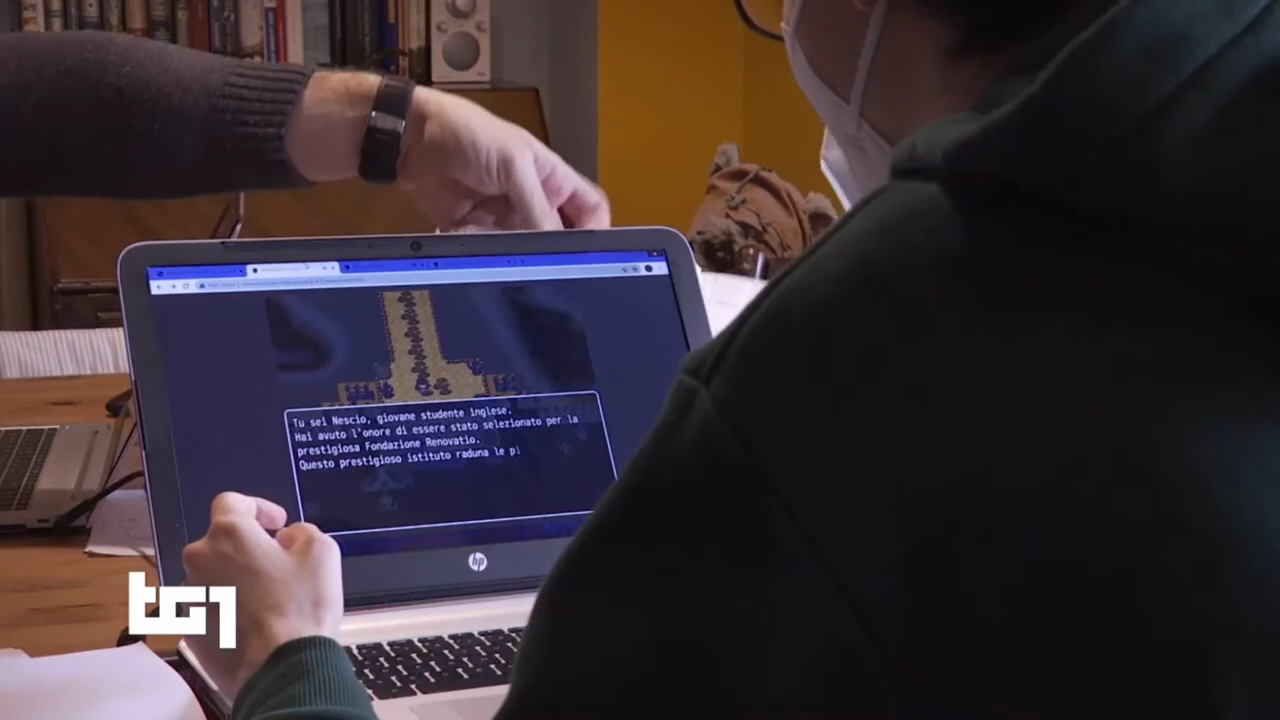 Tu sei Nescio, giovane studente inglese.
Hai avuto l'onore di essere stato selezionato per la
prestigiosa Fondazione Renovatio.
Questo prestigioso istituto raduna le pi
hp
tg1